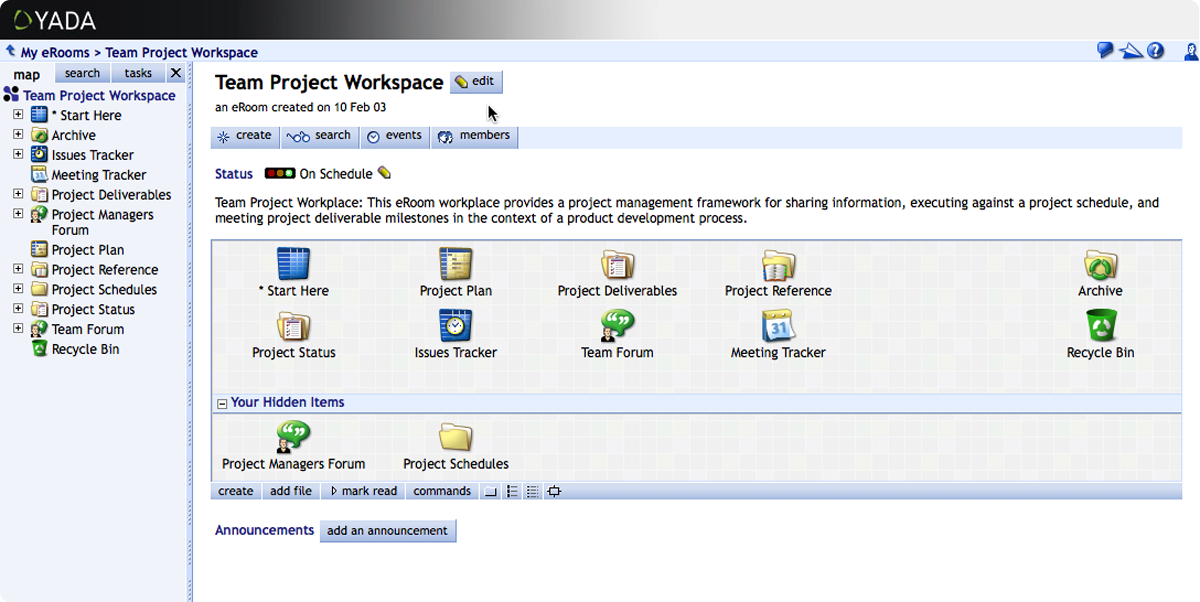 YADA
My eRooms > Team Project Workspace
map search tasks X
Team Project Workspace
* Start Here
Archive
Issues Tracker
Meeting Tracker
Project Deliverables
Project Managers
Forum
Project Plan
Project Reference
Project Schedules
Project Status
Team Forum
Recycle Bin
Team Project Workspace edit
an eRoom created on 10 Feb 03
create search events members
Status On Schedule
Team Project Workplace: This eRoom workplace provides a project management framework for sharing information, executing against a project schedule, and
meeting project deliverable milestones in the context of a product development process.
31
* Start Here Project Plan Project Deliverables Project Reference Archive
Project Status Issues Tracker Team Forum Meeting Tracker Recycle Bin
Your Hidden Items
Project Managers Forum Project Schedules
create add file mark read commands
Announcements add an announcement